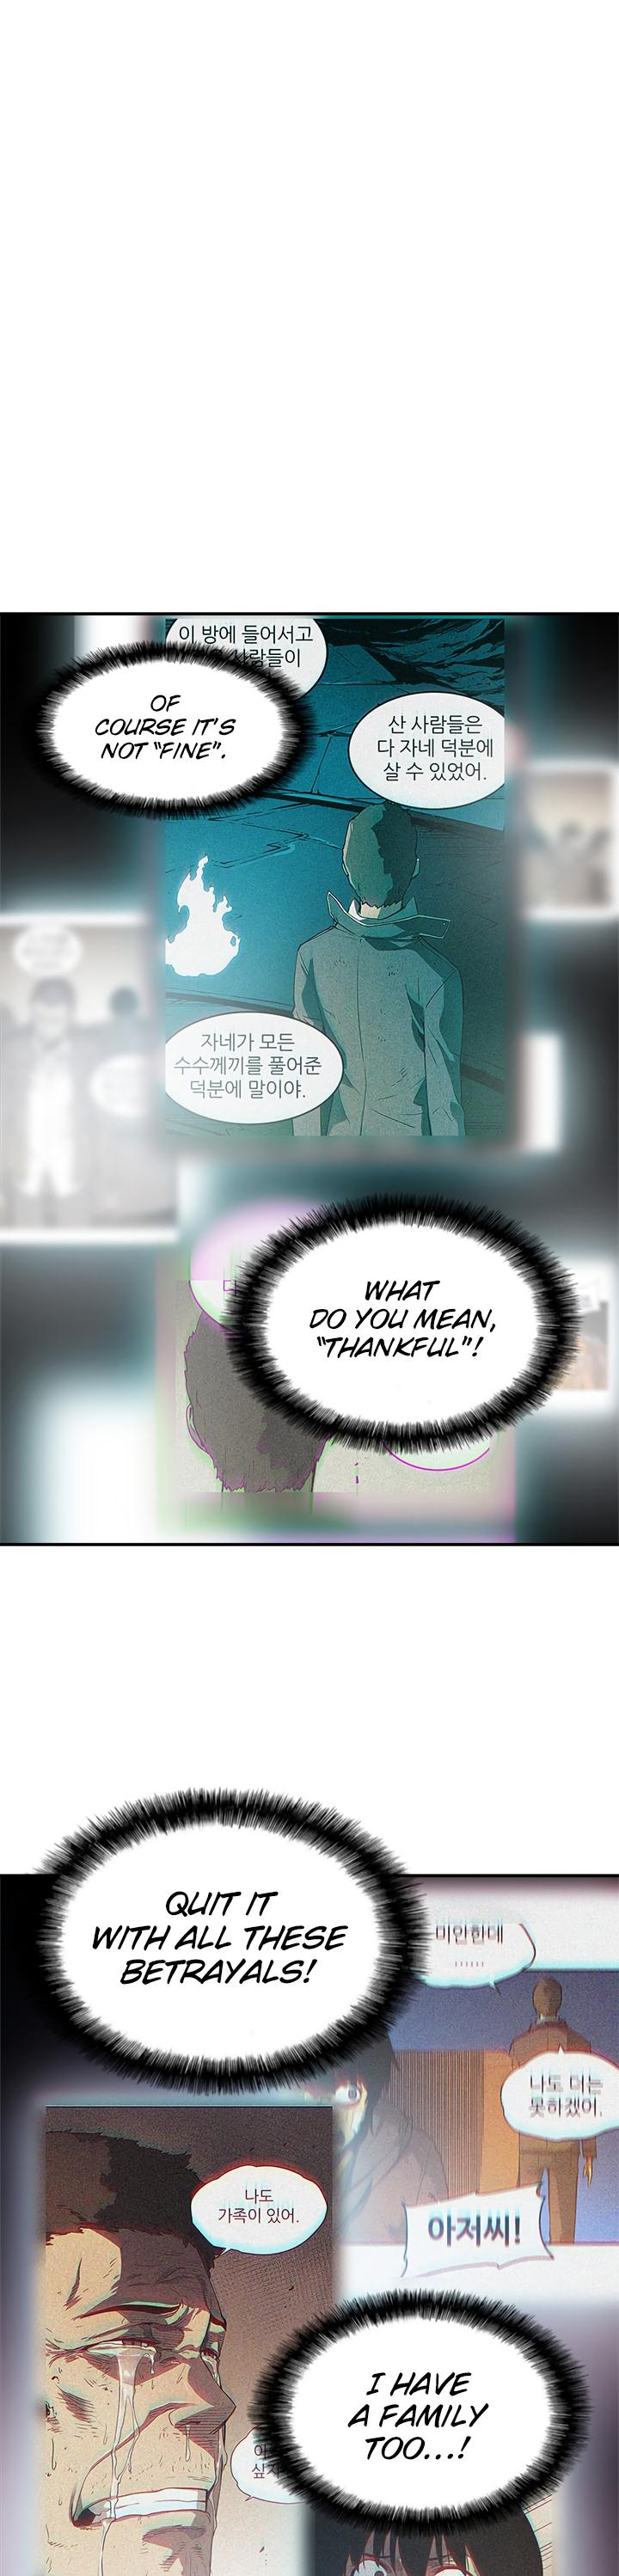 이 방에 들어서고
사람들이
OF
COURSE IT'S
NOT "FINE".
산 사람들은
다 자네 덕분에
살 수 있었어.
자네가 모든
수수께끼를 풀어준
덕분에 말이야.
WHAT
DO YOU MEAN,
"THANKFUL"!
QUIT IT
WITH ALL THESE
BETRAYALS!
미안한데
......
나도 더는
못하겠어.
아저씨!
나도
가족이 있어.
I HAVE
A FAMILY
TOO...!